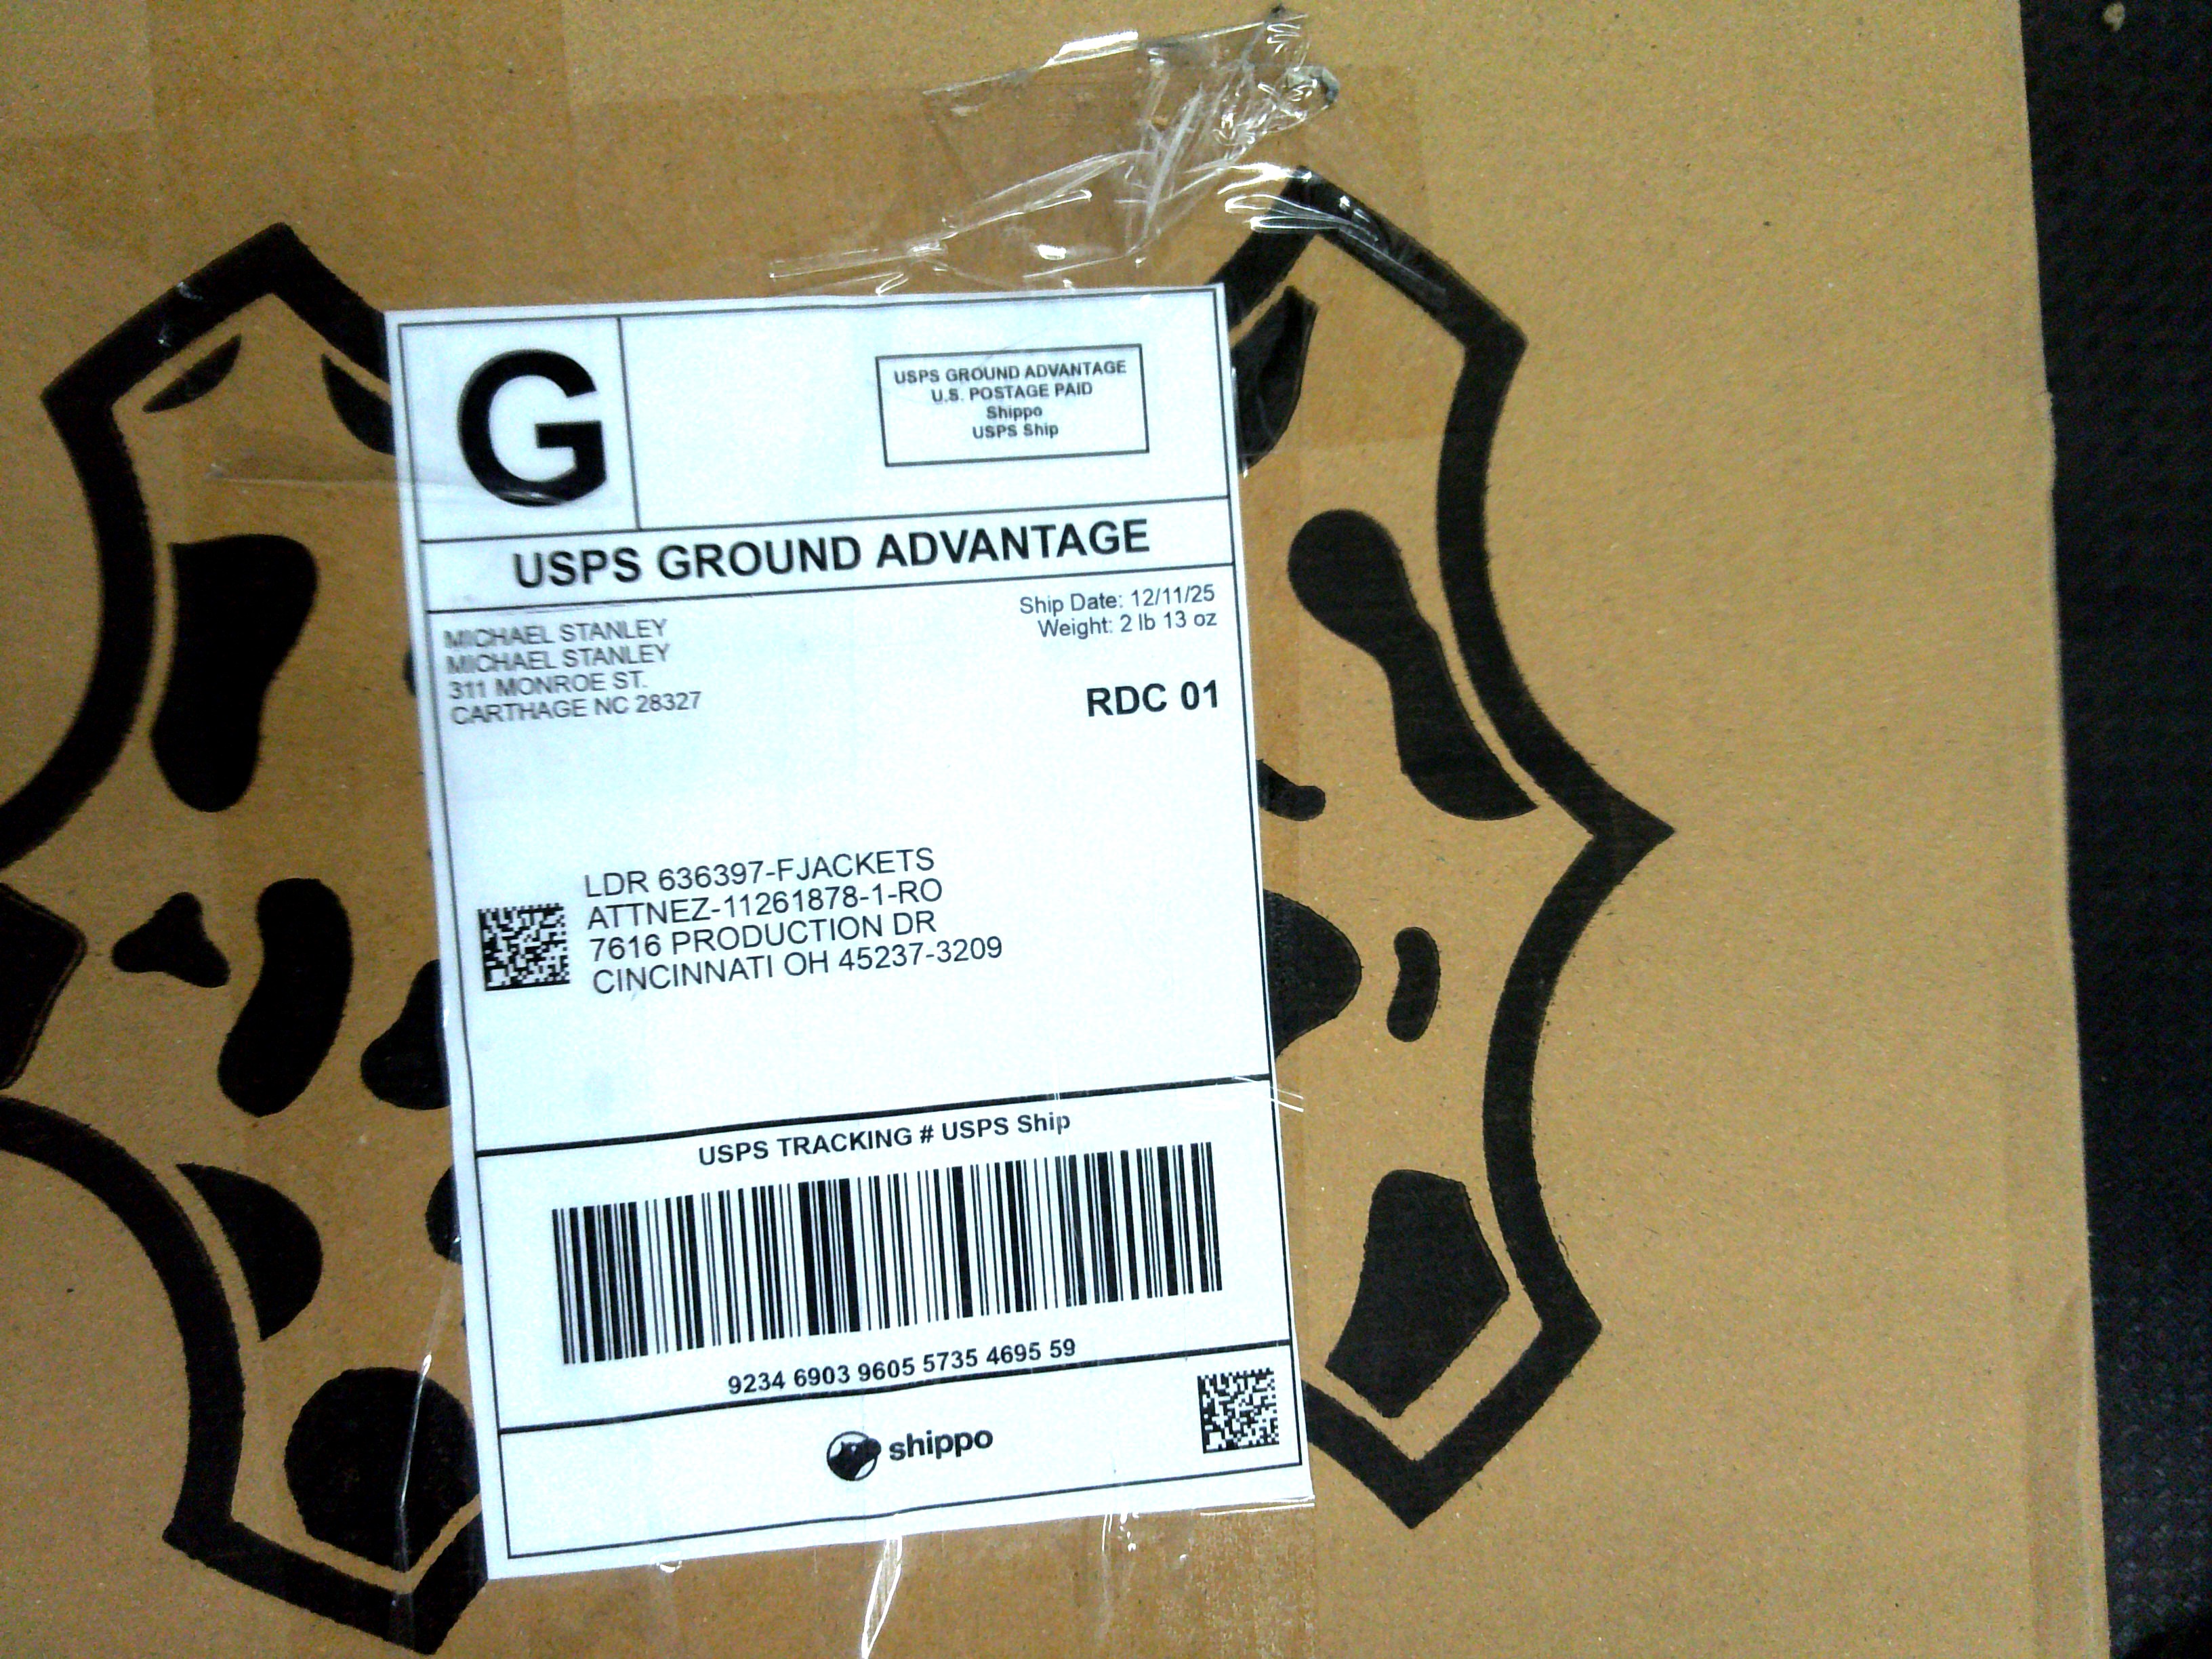 G
USPS GROUND ADVANTAGE
U.S. POSTAGE PAID
Shippo
USPS Ship
USPS GROUND ADVANTAGE
MICHAEL STANLEY
MICHAEL STANLEY
311 MONROE ST.
CARTHAGE NC 28327
Ship Date: 12/11/25
Weight: 2 lb 13 oz
RDC 01
LDR 636397-FJACKETS
ATTNEZ-11261878-1-RO
7616 PRODUCTION DR
CINCINNATI OH 45237-3209
USPS TRACKING # USPS Ship
9234 6903 9605 5735 4695 59
shippo